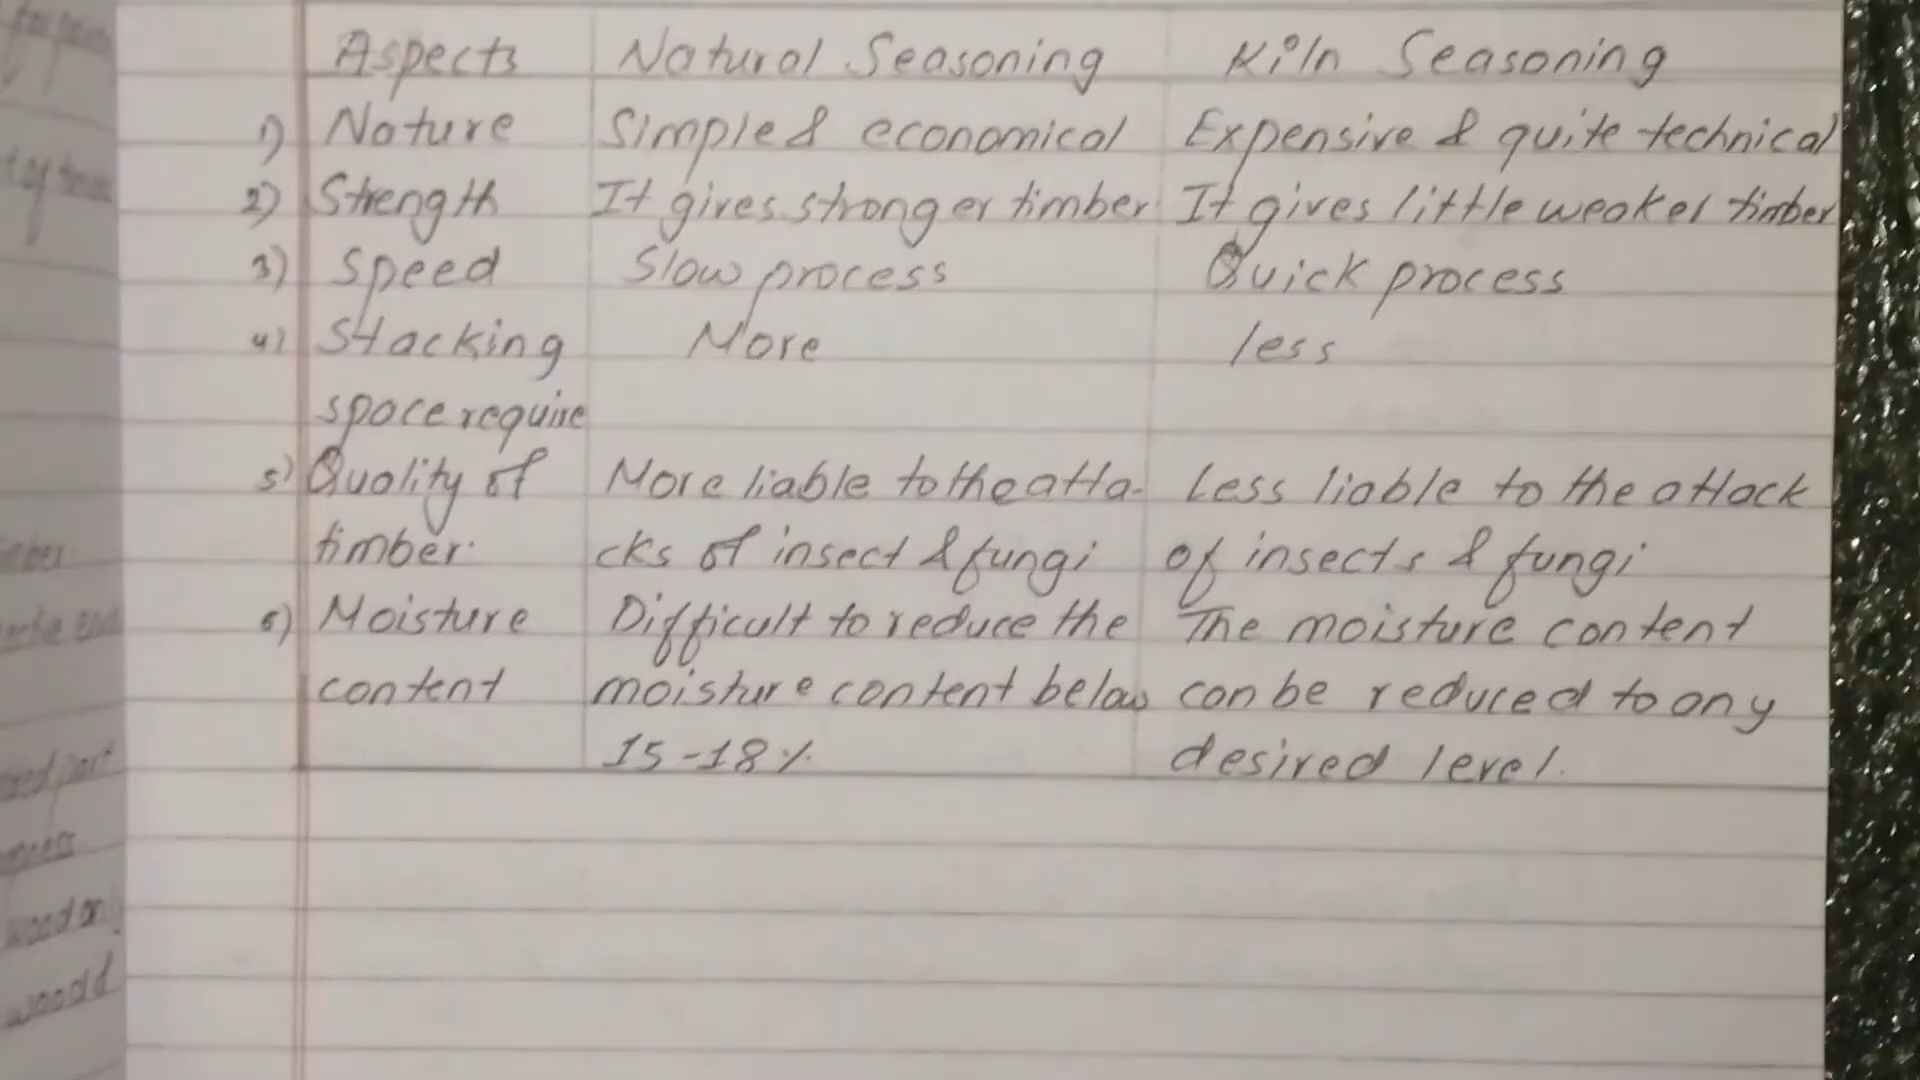 Aspects Natural Seasoning Kiln Seasoning
1) Nature Simple & economical Expensive & quite technical
2) Strength It gives stronger timber It gives little weaker timber
3) Speed Slow process Quick process
4) Stacking More less
space require
5) Quality of More liable to the atta- Less liable to the attack
timber. cks of insect & fungi of insects & fungi
6) Moisture Difficult to reduce the The moisture content
content moisture content below can be reduced to any
15-18% desired level.
wood